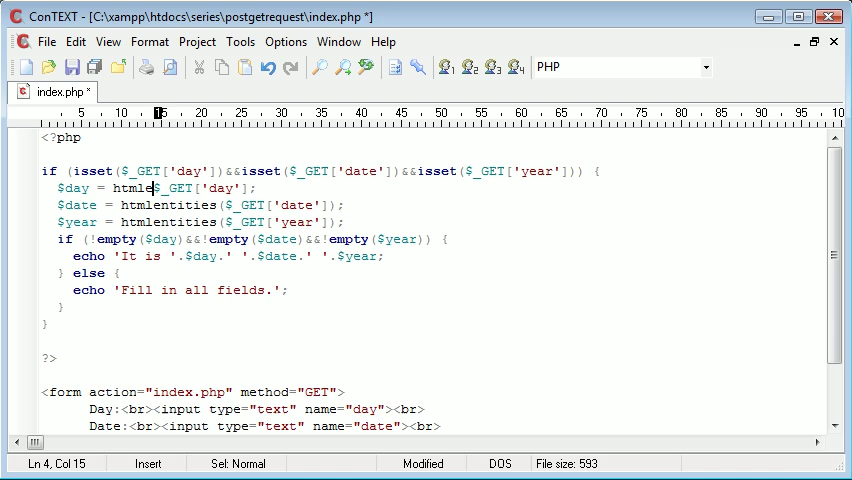 ConTEXT - [C:\xampp\htdocs\series\postgetrequest\index.php *]
File Edit View Format Project Tools Options Window Help
1 2 3 4 PHP
index.php *
5 10 15 20 25 30 35 40 45 50 55 60 65 70 75 80 85 90 95 10
<?php
if (isset($_GET['day'])&&isset($_GET['date'])&&isset($_GET['year'])) {
$day = htmle$_GET['day'];
$date = htmlentities($_GET['date']);
$year = htmlentities($_GET['year']);
if (!empty($day)&&!empty($date)&&!empty($year)) {
echo 'It is '.$day.' '.$date.' '.$year;
} else {
echo 'Fill in all fields.';
}
}
?>
<form action="index.php" method="GET">
Day:<br><input type="text" name="day"><br>
Date:<br><input type="text" name="date"><br>
Ln 4, Col 15 Insert Sel: Normal Modified DOS File size: 593